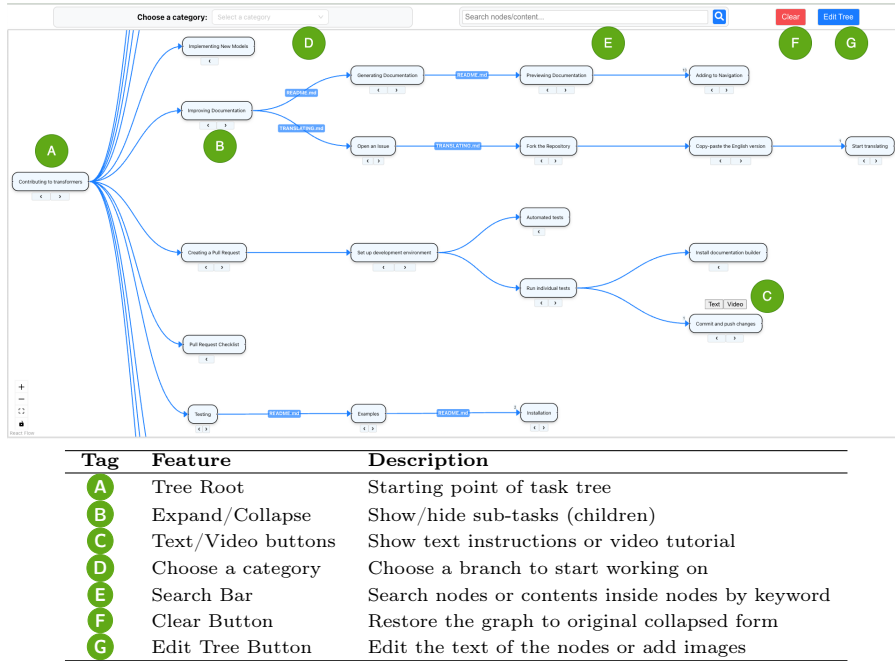 Choose a category: Select a category Search nodes/content... Clear Edit Tree
D E F G
Implementing New Models
Generating Documentation README.md Previewing Documentation Adding to Navigation
README.md
Improving Documentation
B
TRANSLATING.md
A
Open an Issue TRANSLATING.md Fork the Repository Copy-paste the English version Start translating
Contributing to transformers
Automated tests
Creating a Pull Request Set up development environment Install documentation builder
Run individual tests
C
Text Video
Commit and push changes
Pull Request Checklist
Testing README.md Examples README.md Installation
React Flow
Tag Feature Description
A Tree Root Starting point of task tree
B Expand/Collapse Show/hide sub-tasks (children)
C Text/Video buttons Show text instructions or video tutorial
D Choose a category Choose a branch to start working on
E Search Bar Search nodes or contents inside nodes by keyword
F Clear Button Restore the graph to original collapsed form
G Edit Tree Button Edit the text of the nodes or add images